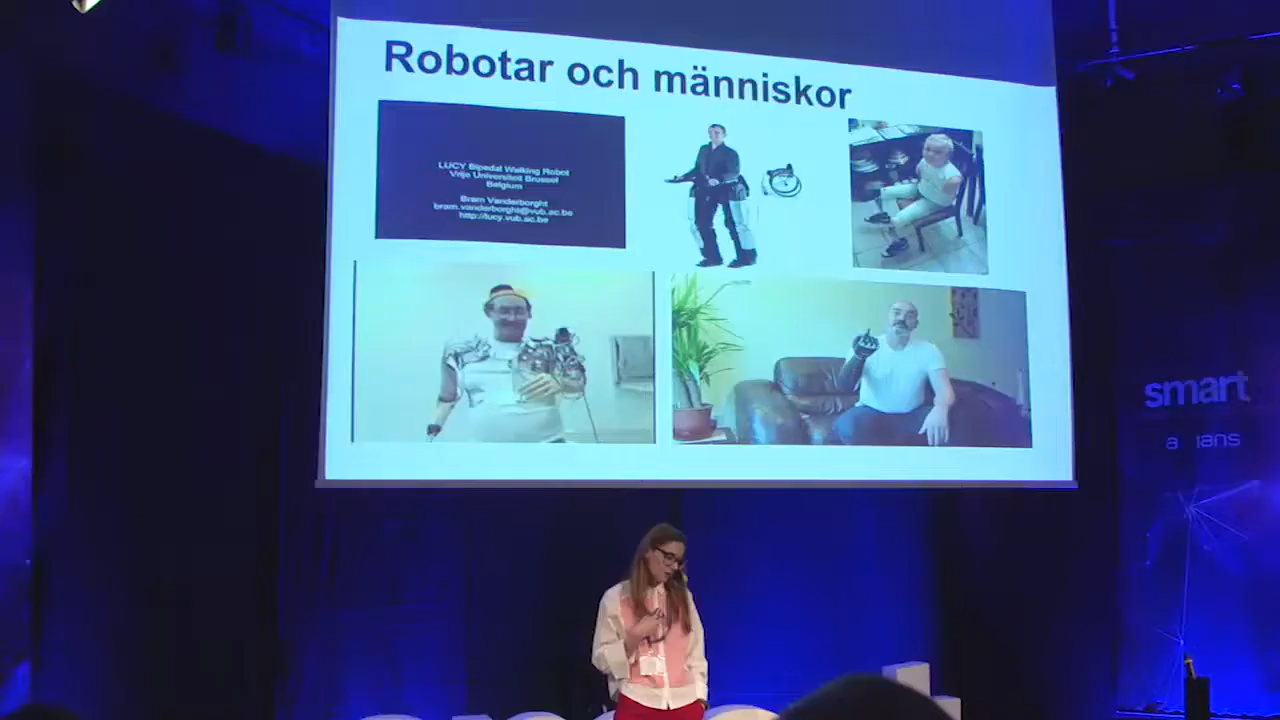 Robotar och människor
LUCY Bipedal Walking Robot
Vrije Universiteit Brussel
Belgium
Bram Vanderborght
bram.vanderborght@vub.ac.be
http://lucy.vub.ac.be
smart